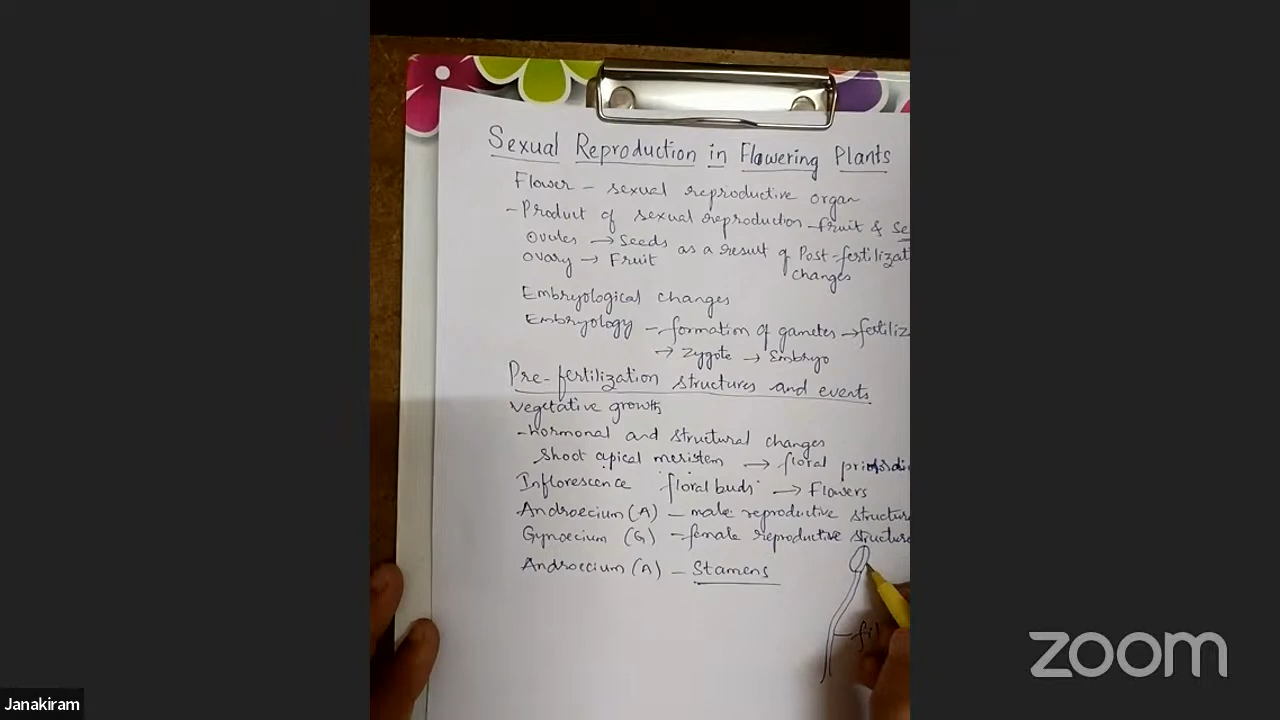 Sexual Reproduction in Flowering Plants
Flower - sexual reproductive organ
- Product of sexual reproduction - fruit & se
Ovules → Seeds as a result of Post-fertilizat
Ovary → Fruit changes
Embryological changes
Embryology - formation of gametes → fertiliz
→ Zygote → Embryo
Pre-fertilization structures and events
Vegetative growth
- hormonal and structural changes
Shoot apical meristem → floral primordi
Inflorescence floral buds → Flowers
Androecium (A) - male reproductive structure
Gynoecium (G) - female reproductive structure
Androecium (A) - Stamens
fil
zoom
Janakiram